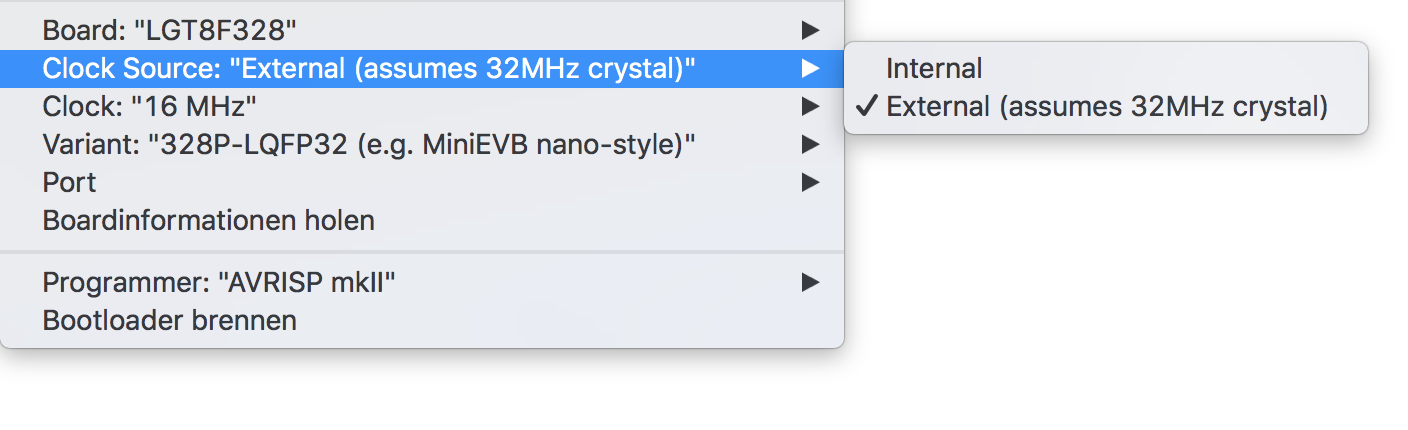 Board: "LGT8F328"
Clock Source: "External (assumes 32MHz crystal)"
Clock: "16 MHz"
Variant: "328P-LQFP32 (e.g. MiniEVB nano-style)"
Port
Boardinformationen holen
Programmer: "AVRISP mkII"
Bootloader brennen
Internal
External (assumes 32MHz crystal)